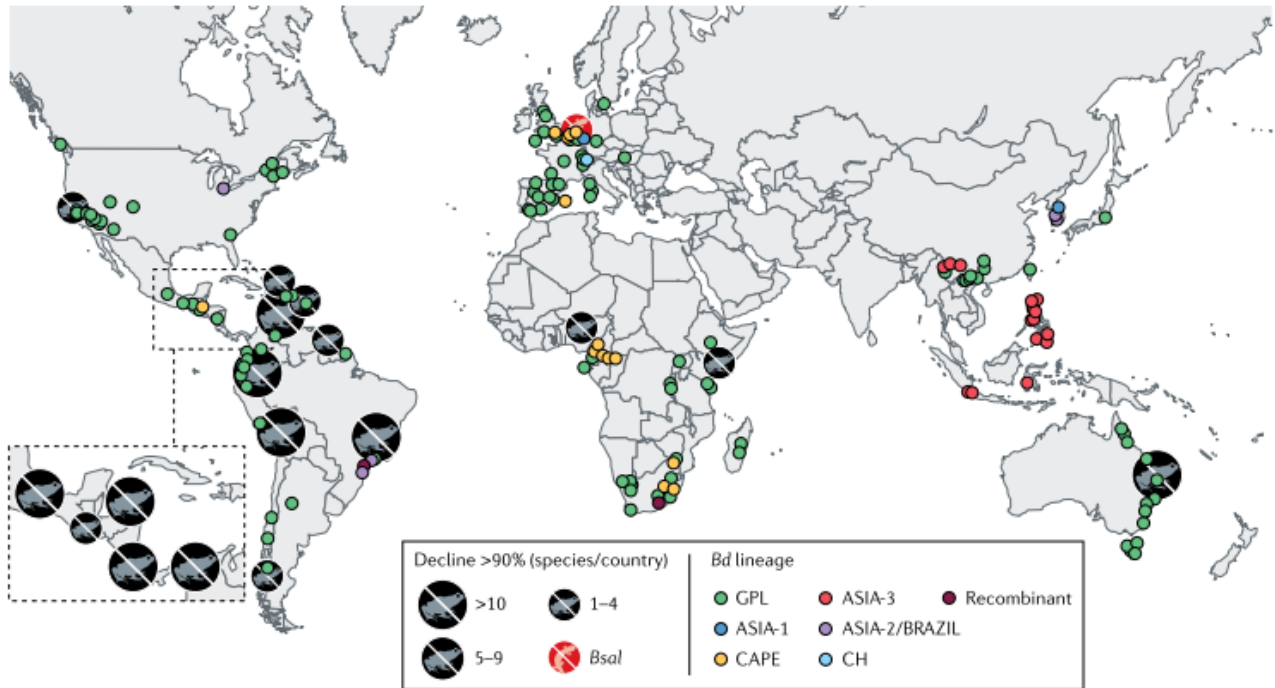 Decline >90% (species/country)
>10
1–4
5–9
Bsal
Bd lineage
GPL
ASIA-3
Recombinant
ASIA-1
ASIA-2/BRAZIL
CAPE
CH